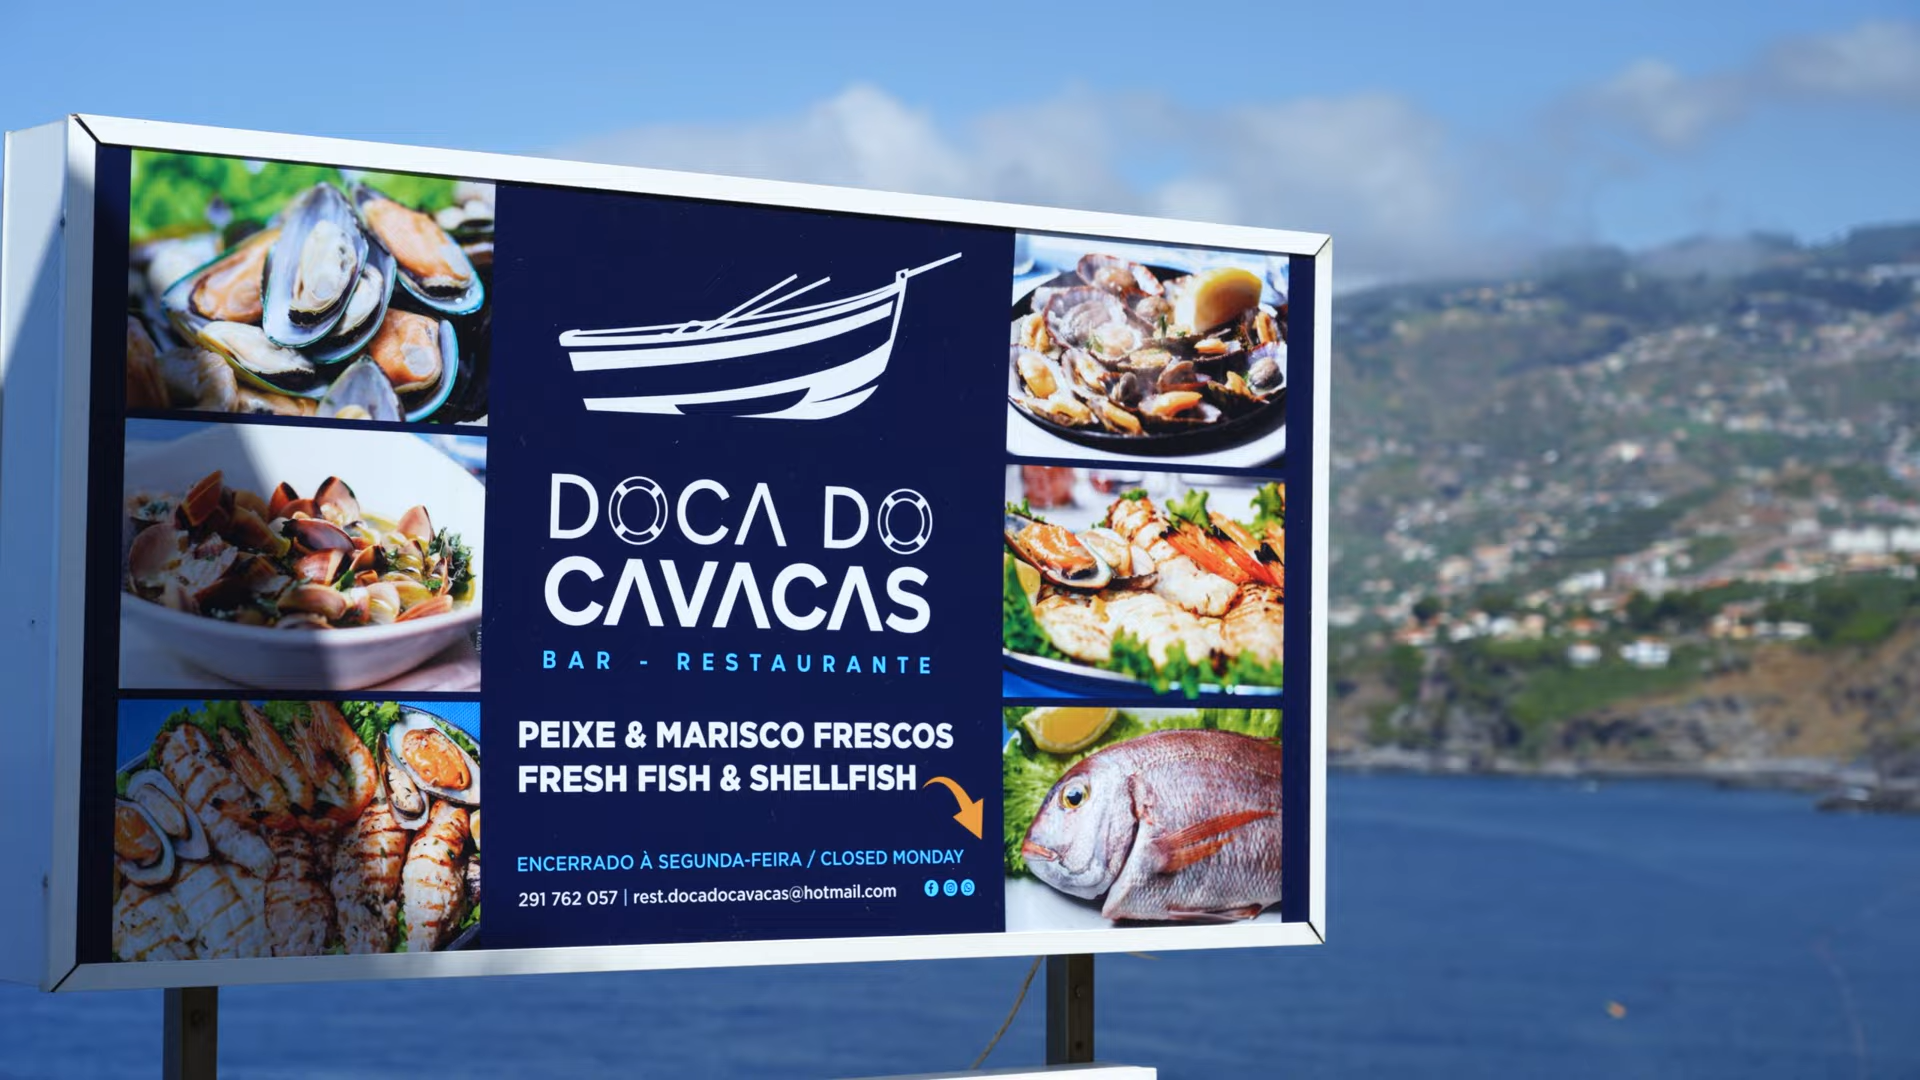 DOCA DO
CAVACAS
BAR - RESTAURANTE
PEIXE & MARISCO FRESCOS
FRESH FISH & SHELLFISH
ENCERRADO À SEGUNDA-FEIRA / CLOSED MONDAY
291 762 057 | rest.docadocavacas@hotmail.com